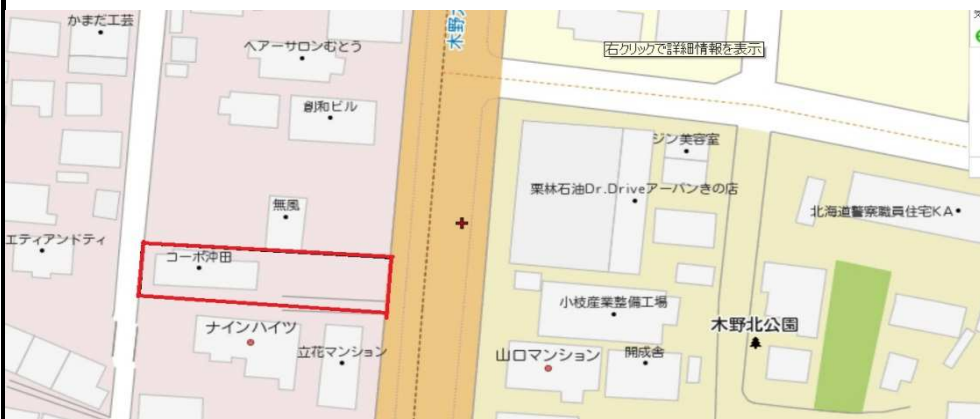 かまだ工芸
ヘアーサロンむとう
木野大
右クリックで詳細情報を表示
創和ビル
ジン美容室
栗林石油Dr.Driveアーバンきの店
無風
北海道警察職員住宅KA
エティアンドティ
コーポ沖田
小枝産業整備工場
木野北公園
ナインハイツ
立花マンション
山口マンション
開成舎